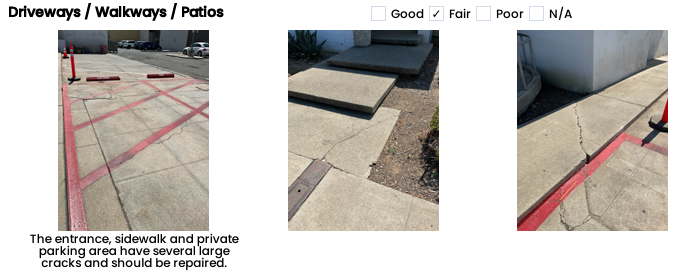 Driveways / Walkways / Patios
Good ✓ Fair Poor N/A
The entrance, sidewalk and private
parking area have several large
cracks and should be repaired.